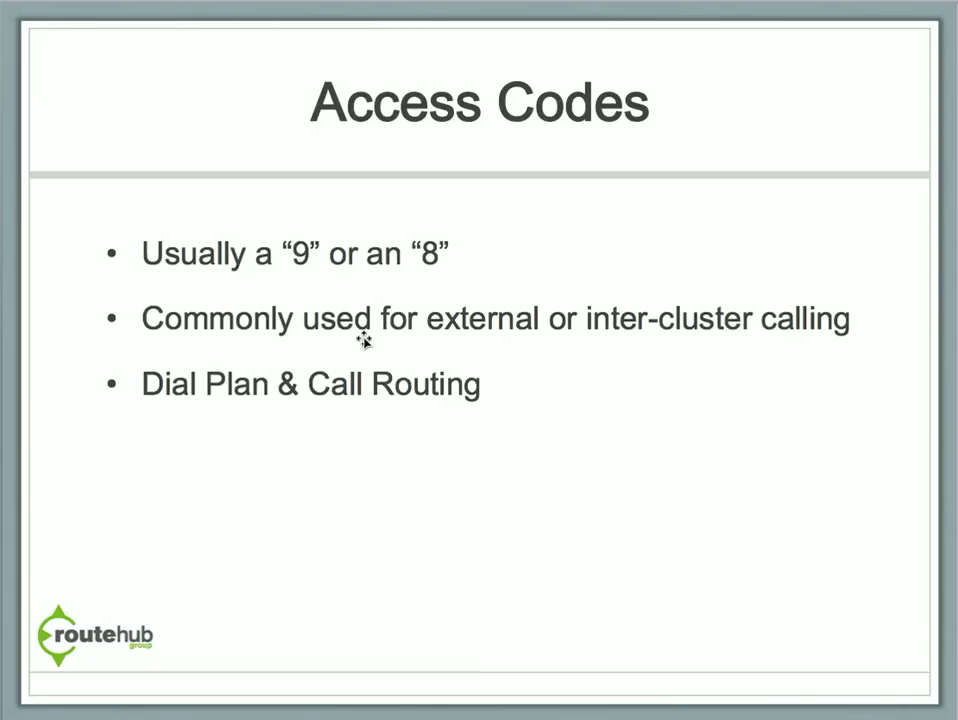 Access Codes
• Usually a “9” or an “8”
• Commonly used for external or inter-cluster calling
• Dial Plan & Call Routing
routehub
group